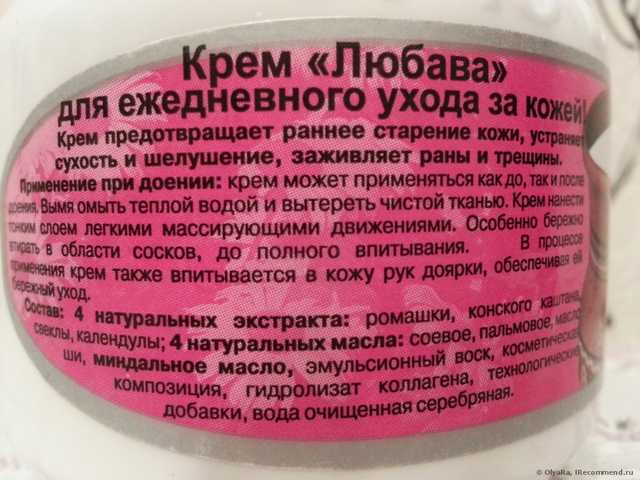 Крем «Любава»
для ежедневного ухода за кожей!
Крем предотвращает раннее старение кожи, устраняет
сухость и шелушение, заживляет раны и трещины.
Применение при доении: крем может применяться как до, так и после
доения. Вымя омыть теплой водой и вытереть чистой тканью. Крем нанести
тонким слоем легкими массирующими движениями. Особенно бережно
втирать в области сосков, до полного впитывания. В процессе
применения крем также впитывается в кожу рук доярки, обеспечивая ей
бережный уход.
Состав: 4 натуральных экстракта: ромашки, конского каштана,
свеклы, календулы; 4 натуральных масла: соевое, пальмовое, масло
ши, миндальное масло, эмульсионный воск, косметическая
композиция, гидролизат коллагена, технологические
добавки, вода очищенная серебряная.
© OlyaRa, IRecommend.ru